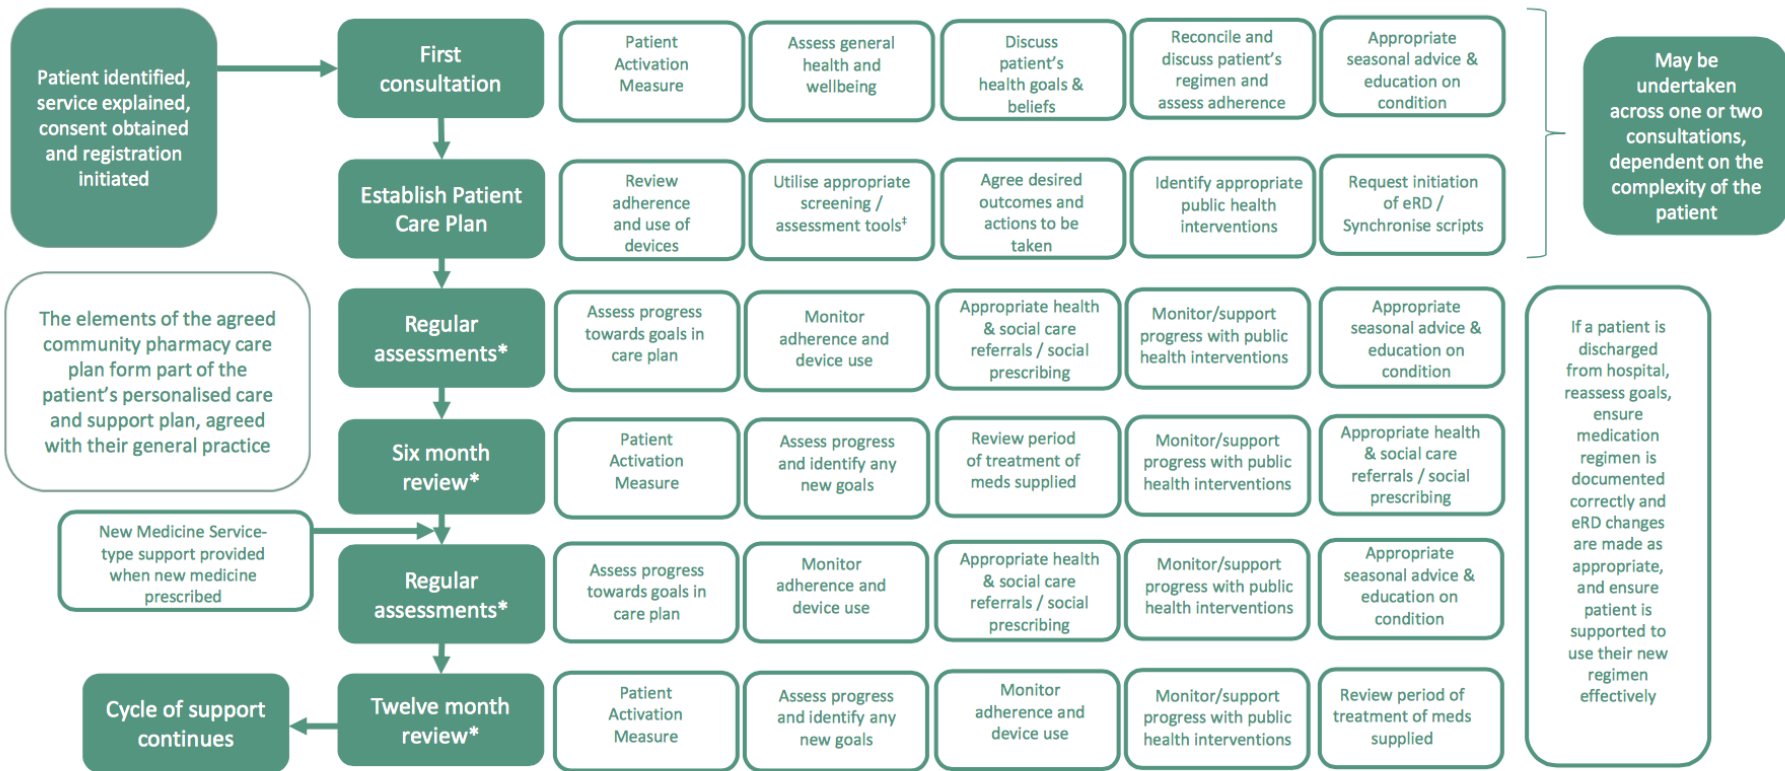 Patient identified,
service explained,
consent obtained
and registration
initiated
First
consultation
Patient
Activation
Measure
Assess general
health and
wellbeing
Discuss
patient's
health goals &
beliefs
Reconcile and
discuss patient's
regimen and
assess adherence
Appropriate
seasonal advice &
education on
condition
May be
undertaken
across one or two
consultations,
dependent on the
complexity of the
patient
Establish Patient
Care Plan
Review
adherence
and use of
devices
Utilise appropriate
screening /
assessment tools‡
Agree desired
outcomes and
actions to be
taken
Identify appropriate
public health
interventions
Request initiation
of eRD /
Synchronise scripts
The elements of the agreed
community pharmacy care
plan form part of the
patient's personalised care
and support plan, agreed
with their general practice
Regular
assessments*
Assess progress
towards goals in
care plan
Monitor
adherence and
device use
Appropriate health
& social care
referrals / social
prescribing
Monitor/support
progress with public
health interventions
Appropriate
seasonal advice &
education on
condition
If a patient is
discharged
from hospital,
reassess goals,
ensure
medication
regimen is
documented
correctly and
eRD changes
are made as
appropriate,
and ensure
patient is
supported to
use their new
regimen
effectively
Six month
review*
Patient
Activation
Measure
Assess progress
and identify any
new goals
Review period
of treatment of
meds supplied
Monitor/support
progress with public
health interventions
Appropriate health
& social care
referrals / social
prescribing
New Medicine Service-
type support provided
when new medicine
prescribed
Regular
assessments*
Assess progress
towards goals in
care plan
Monitor
adherence and
device use
Appropriate health
& social care
referrals / social
prescribing
Monitor/support
progress with public
health interventions
Appropriate
seasonal advice &
education on
condition
Cycle of support
continues
Twelve month
review*
Patient
Activation
Measure
Assess progress
and identify any
new goals
Monitor
adherence and
device use
Monitor/support
progress with public
health interventions
Review period of
treatment of meds
supplied